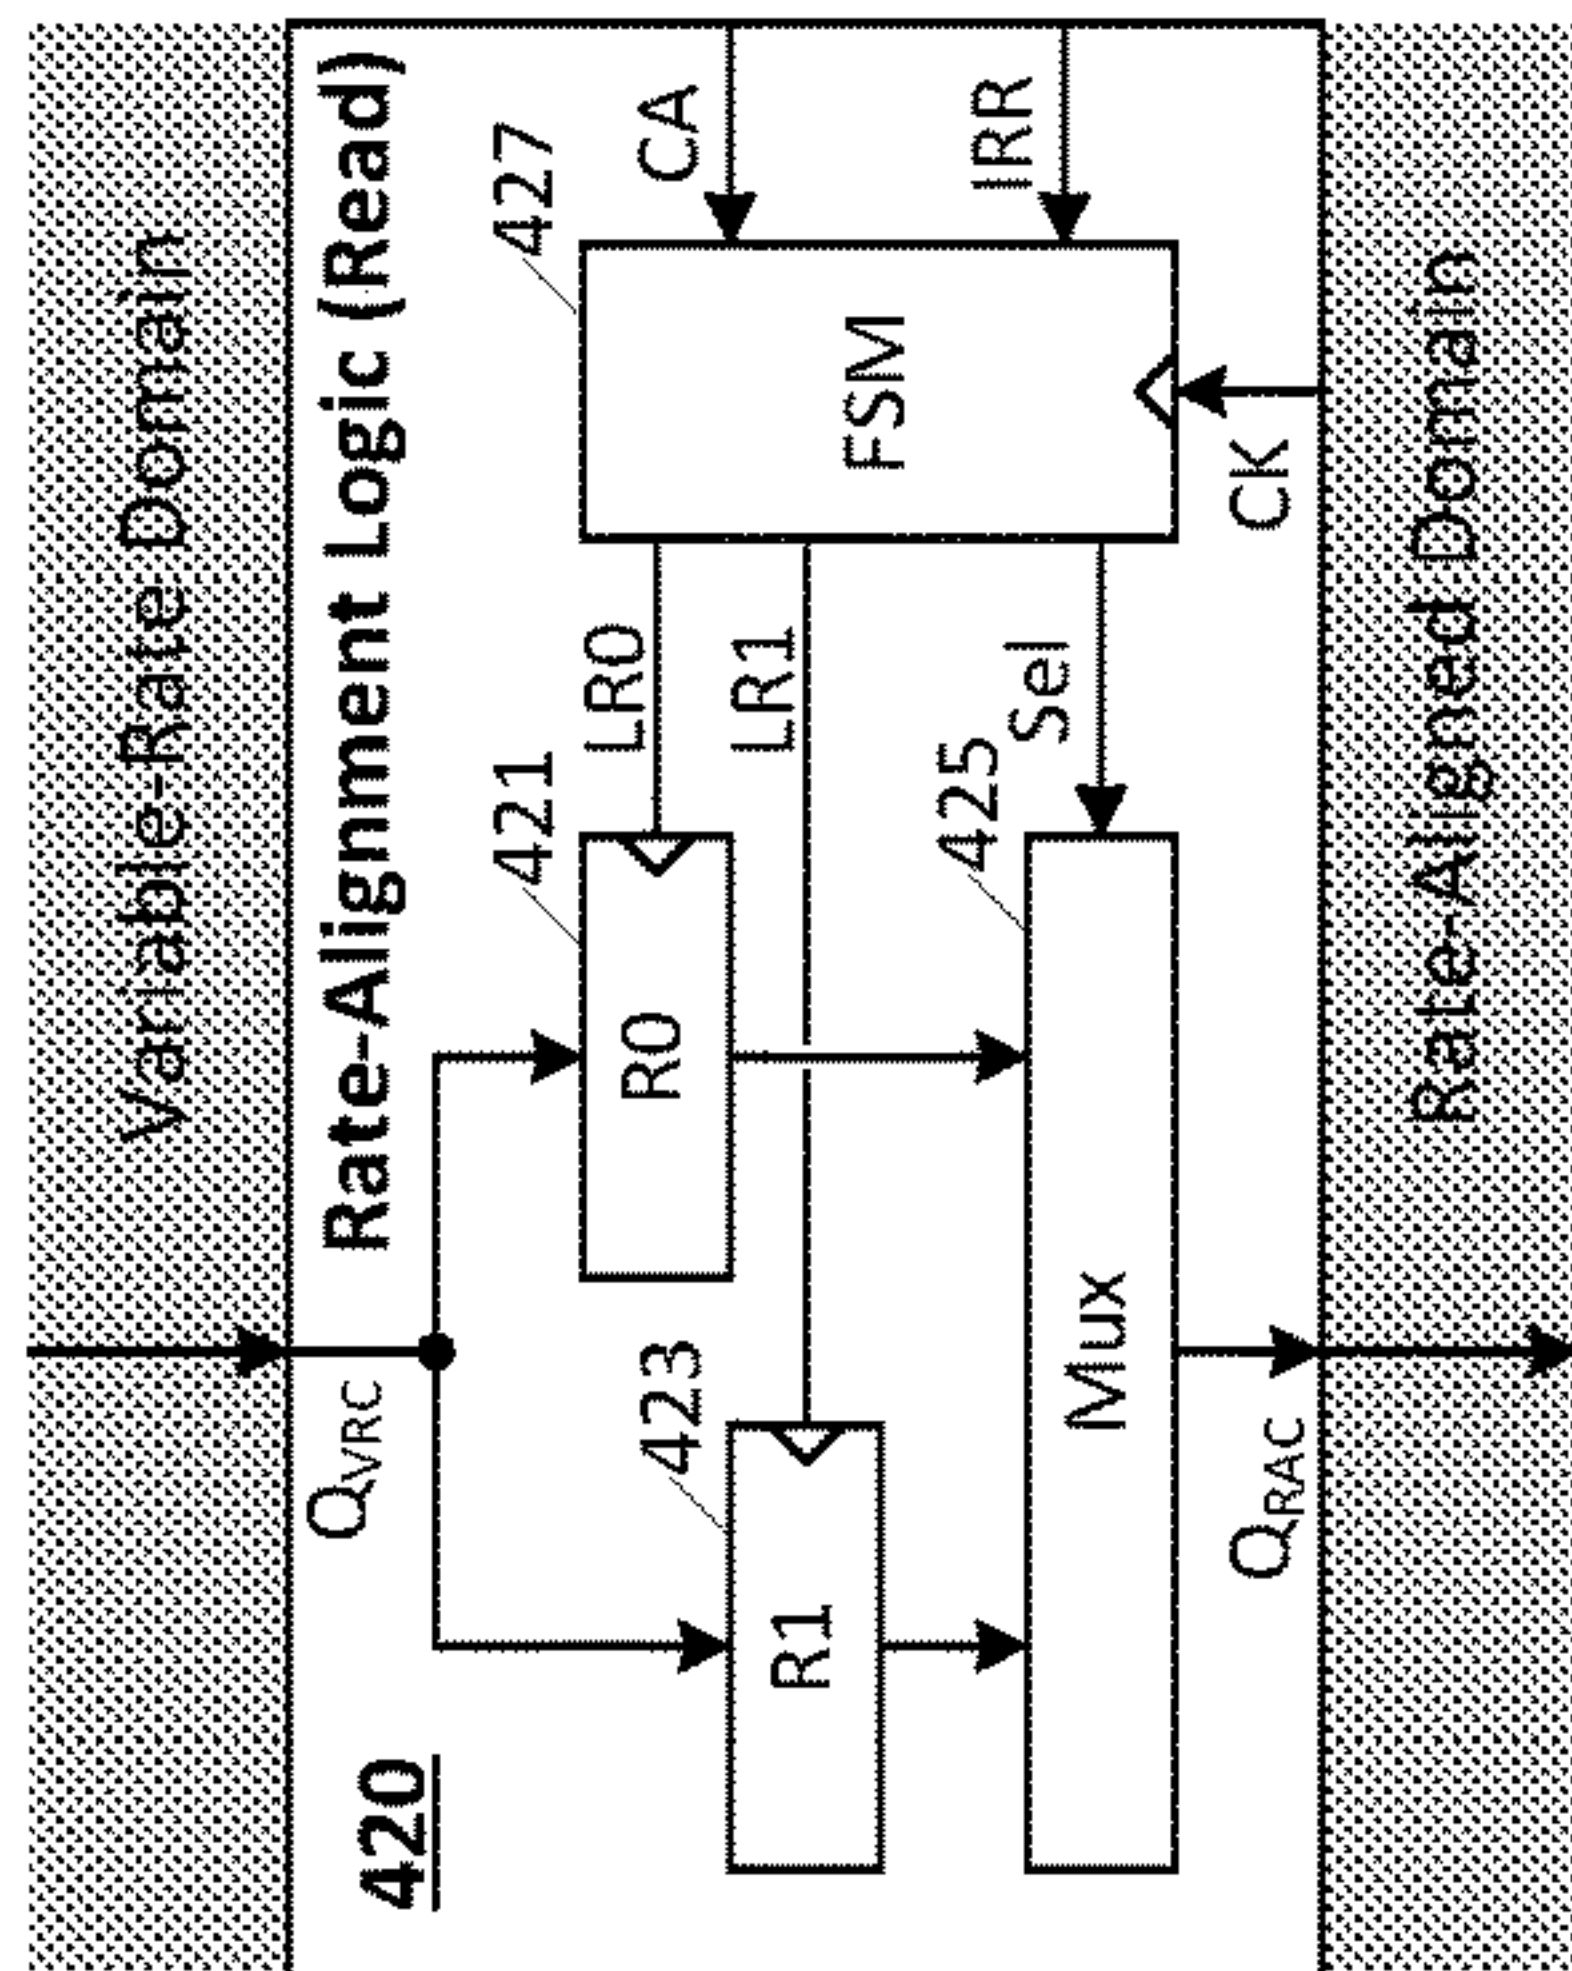 Variable-Rate Domain
420
QVRC
Rate-Alignment Logic (Read)
423
421
427
R1
R0
LR0
LR1
FSM
CA
IRR
425
Sel
Mux
QRAC
CK
Rate-Aligned Domain